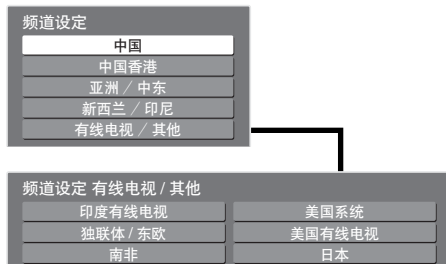 频道设定
中国
中国香港
亚洲 / 中东
新西兰 / 印尼
有线电视 / 其他
频道设定 有线电视 / 其他
印度有线电视 美国系统
独联体 / 东欧 美国有线电视
南非 日本